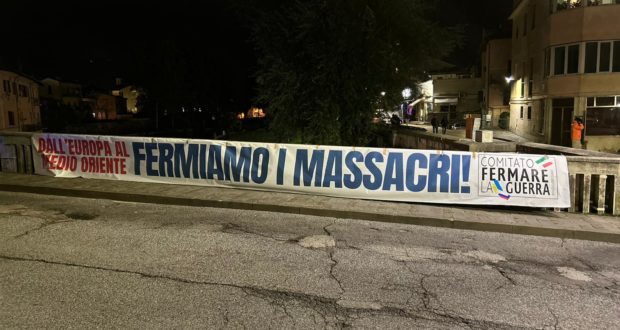 DALL'EUROPA AL
MEDIO ORIENTE
FERMIAMO I MASSACRI!
COMITATO
FERMARE
LA GUERRA